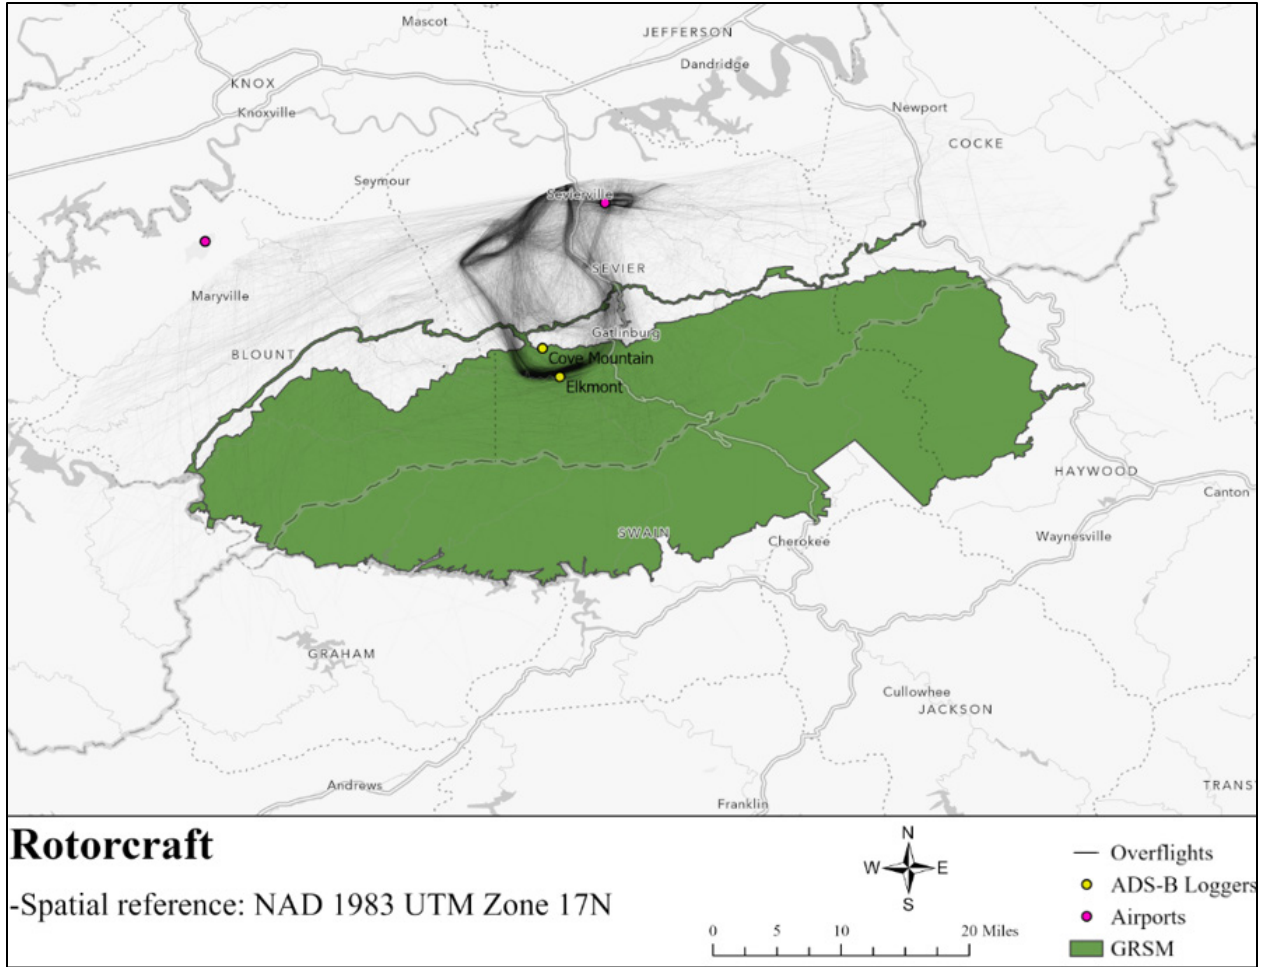 Mascot
JEFFERSON
Dandridge
KNOX
Knoxville
Newport
COCKE
Seymour
Sevierville
SEVIER
Maryville
Gatlinburg
BLOUNT
Cove Mountain
Elkmont
HAYWOOD
Canton
SWAIN
Cherokee
Waynesville
GRAHAM
Cullowhee
JACKSON
Andrews
Franklin
TRANS
Rotorcraft
-Spatial reference: NAD 1983 UTM Zone 17N
N
W E
S
0 5 10 20 Miles
Overflights
ADS-B Loggers
Airports
GRSM